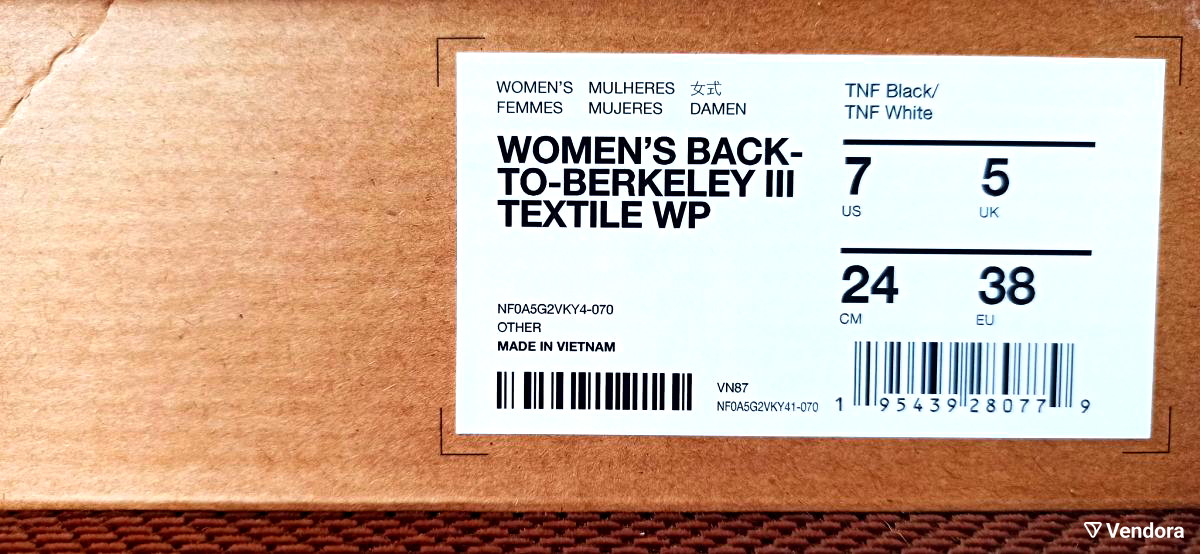 WOMEN'S MULHERES 女式
FEMMES MUJERES DAMEN
WOMEN'S BACK-
TO-BERKELEY III
TEXTILE WP
NF0A5G2VKY4-070
OTHER
MADE IN VIETNAM
VN87
NF0A5G2VKY41-070
TNF Black/
TNF White
7 5
US UK
24 38
CM EU
1 95439 28077 9
Vendora